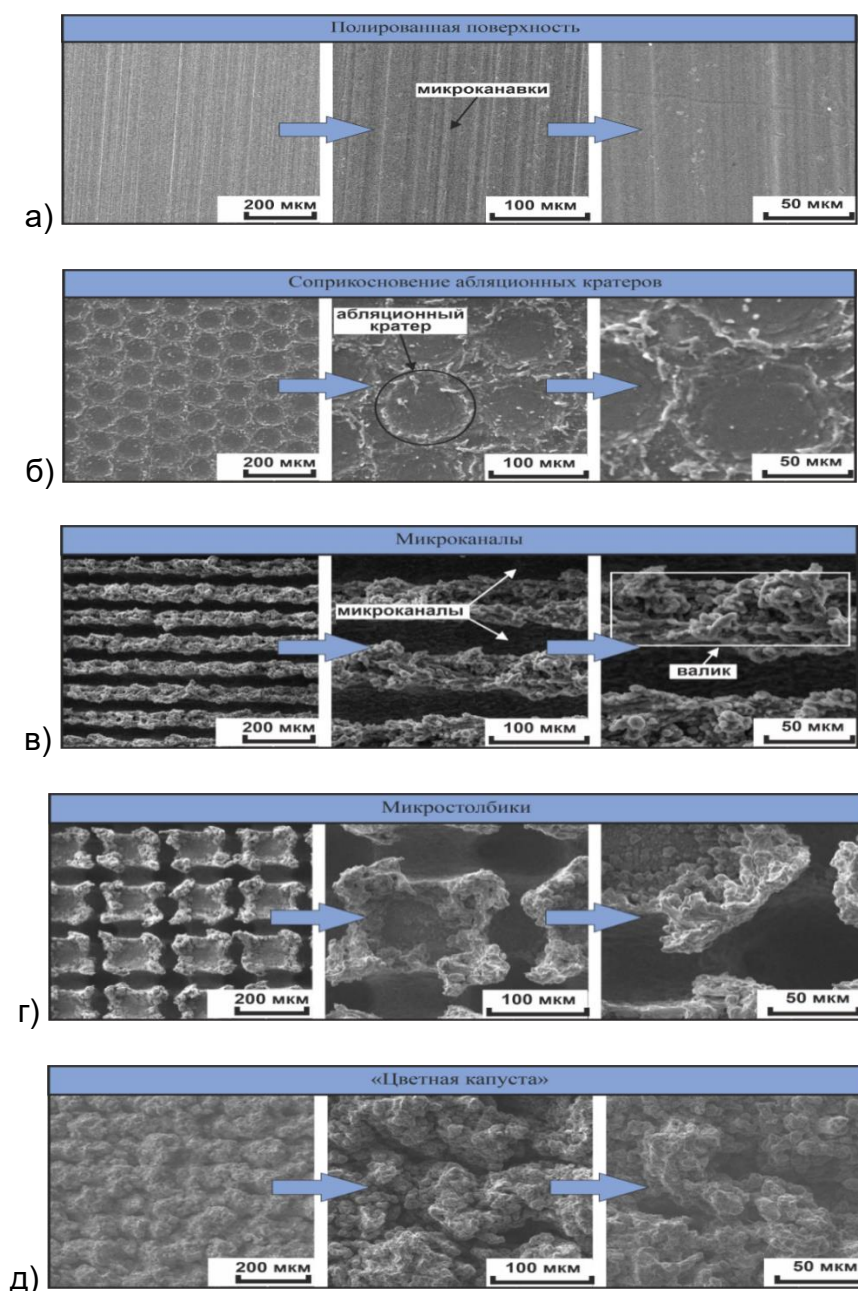 Полированная поверхность
микроканавки
200 мкм
100 мкм
50 мкм
а)
Соприкосновение абляционных кратеров
абляционный
кратер
200 мкм
100 мкм
50 мкм
б)
Микроканалы
микроканалы
валик
200 мкм
100 мкм
50 мкм
в)
Микростолбики
200 мкм
100 мкм
50 мкм
г)
«Цветная капуста»
200 мкм
100 мкм
50 мкм
д)